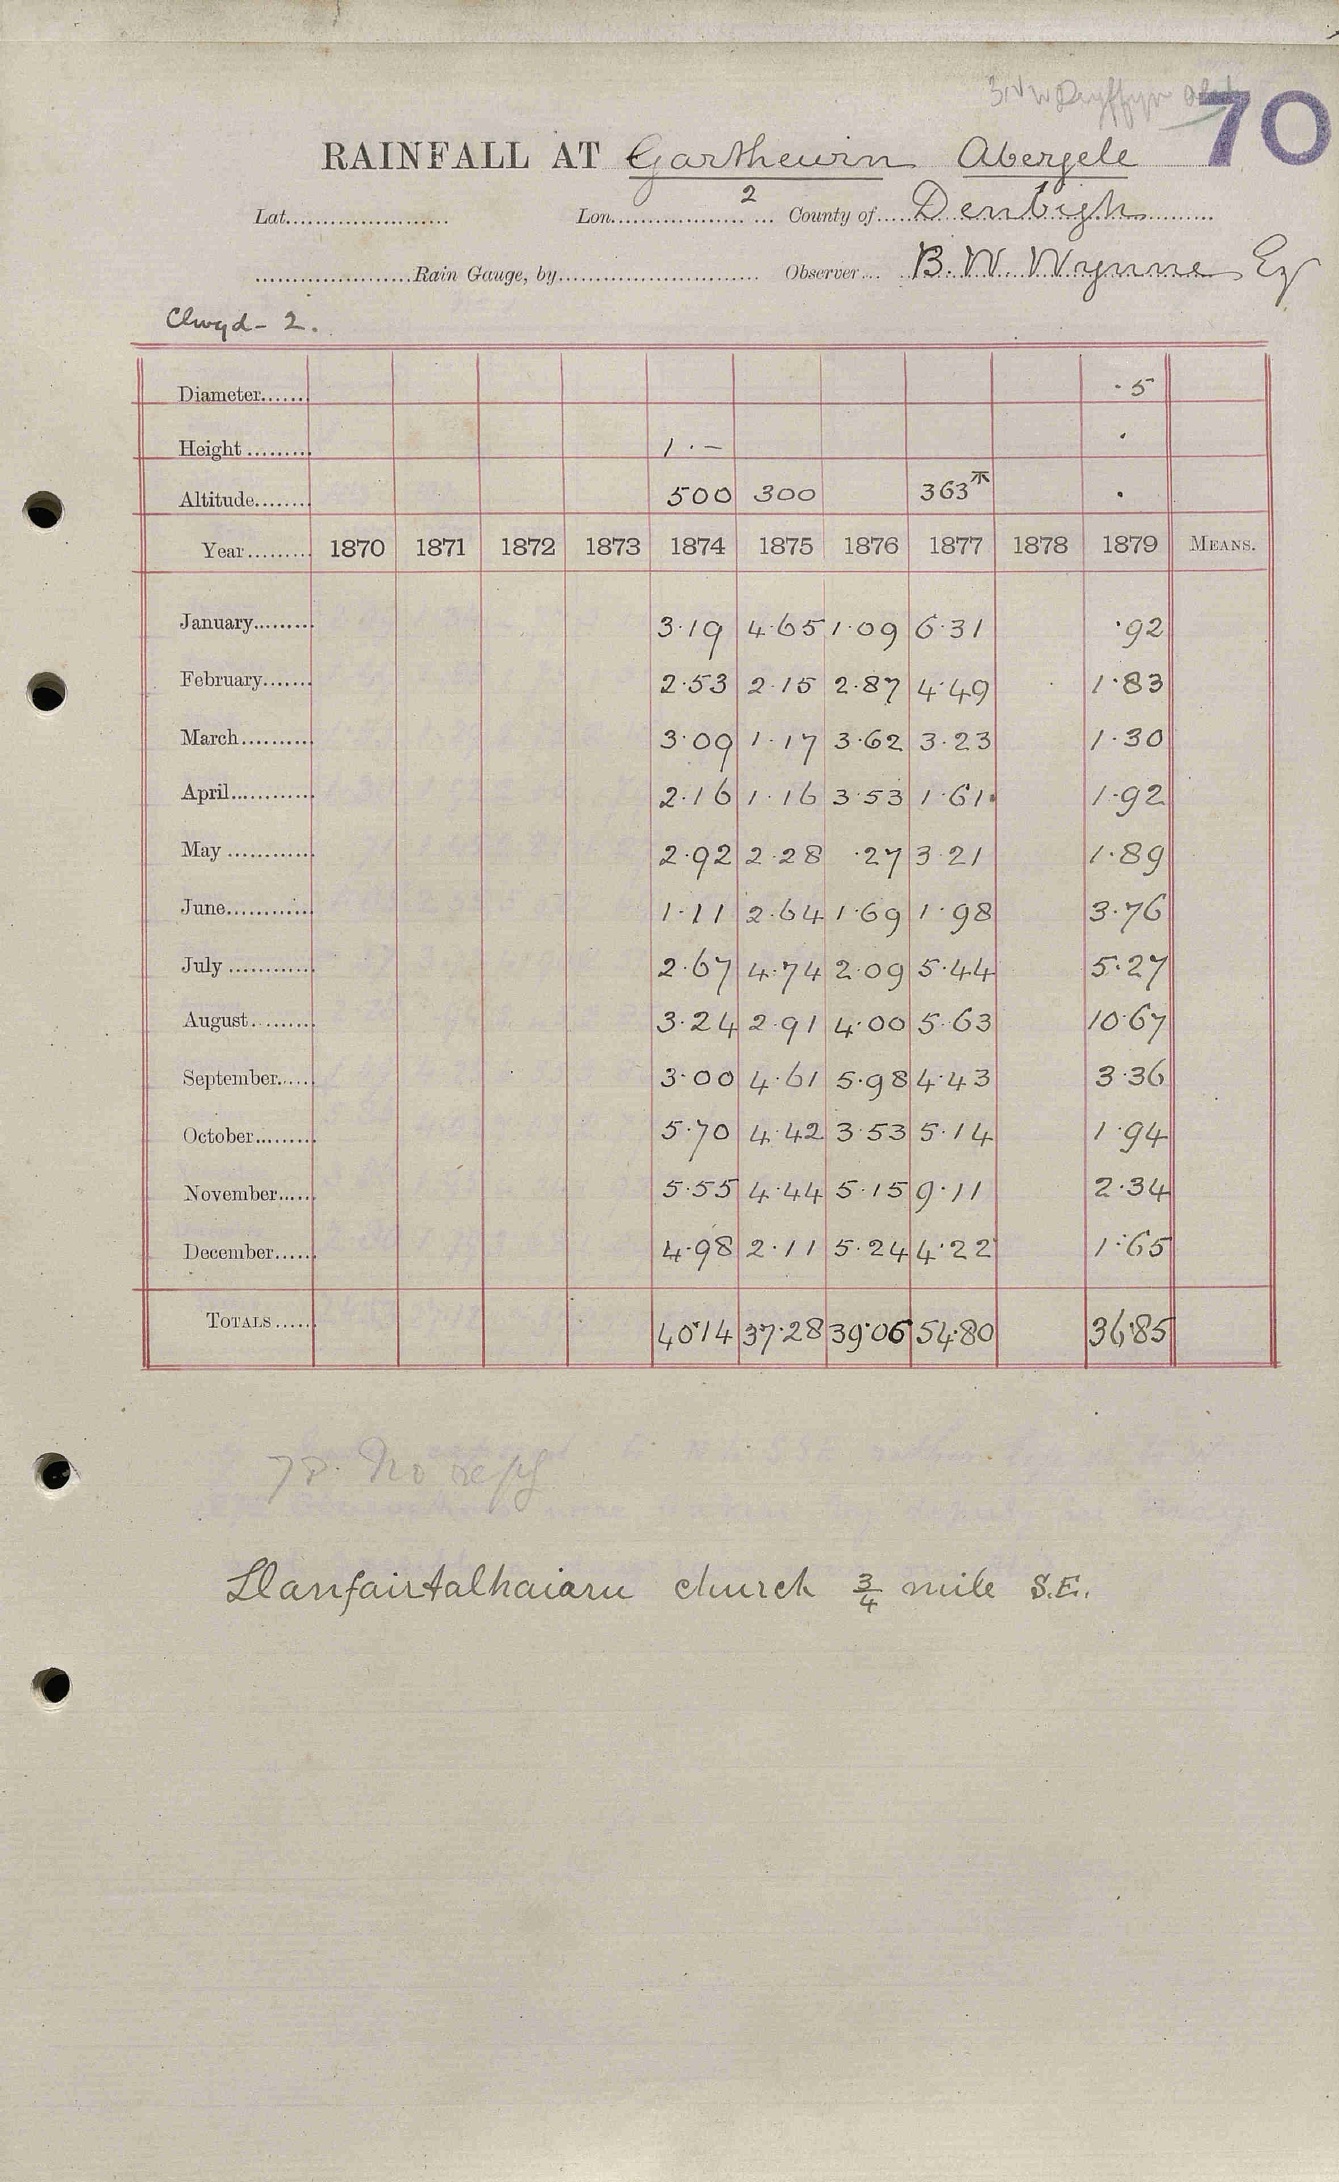 70
RAINFALL AT Garthewin Abergele
Lat. Lon. 2 County of Denbigh
Rain Gauge, by Observer B. W. Wynne Esq
Clwyd - 2.
Diameter ·5
Height 1 · – ·
Altitude 500 300 363 ·
Year 1870 1871 1872 1873 1874 1875 1876 1877 1878 1879 MEANS.
January 3·19 4·65 1·09 6·31 ·92
February 2·53 2·15 2·87 4·49 1·83
March 3·09 1·17 3·62 3·23 1·30
April 2·16 1·16 3·53 1·61 1·92
May 2·92 2·28 ·27 3·21 1·89
June 1·11 2·64 1·69 1·98 3·76
July 2·67 4·74 2·09 5·44 5·27
August 3·24 2·91 4·00 5·63 10·67
September 3·00 4·61 5·98 4·43 3·36
October 5·70 4·42 3·53 5·14 1·94
November 5·55 4·44 5·15 9·11 2·34
December 4·98 2·11 5·24 4·22 1·65
TOTALS 40·14 37·28 39·06 54·80 36·85
78. No reply
Llanfairtalhaiarn church 3/4 mile S.E.